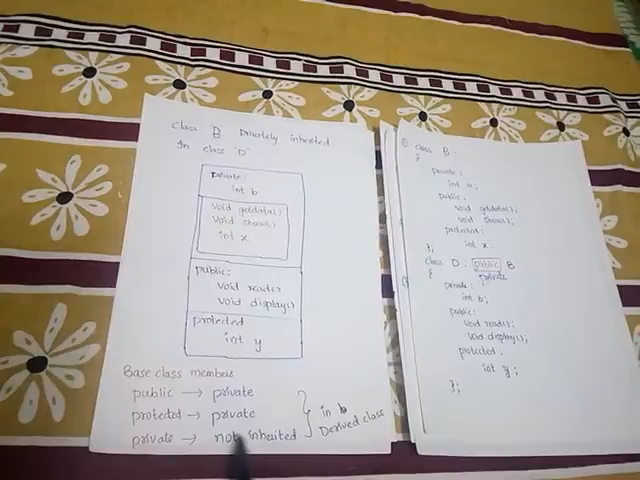 Class B Privately inherited
In class 'D'
private:
int b
void getdata();
void show();
int x
public:
void read();
void display()
protected
int y
Base class members
public → private
protected → private
private → not inherited
in
Derived class
class B
{
private:
int a;
public:
void getdata();
void show();
protected:
int x;
};
class D : public B
private
{
private:
int b;
public:
void read();
void display();
protected:
int y;
};